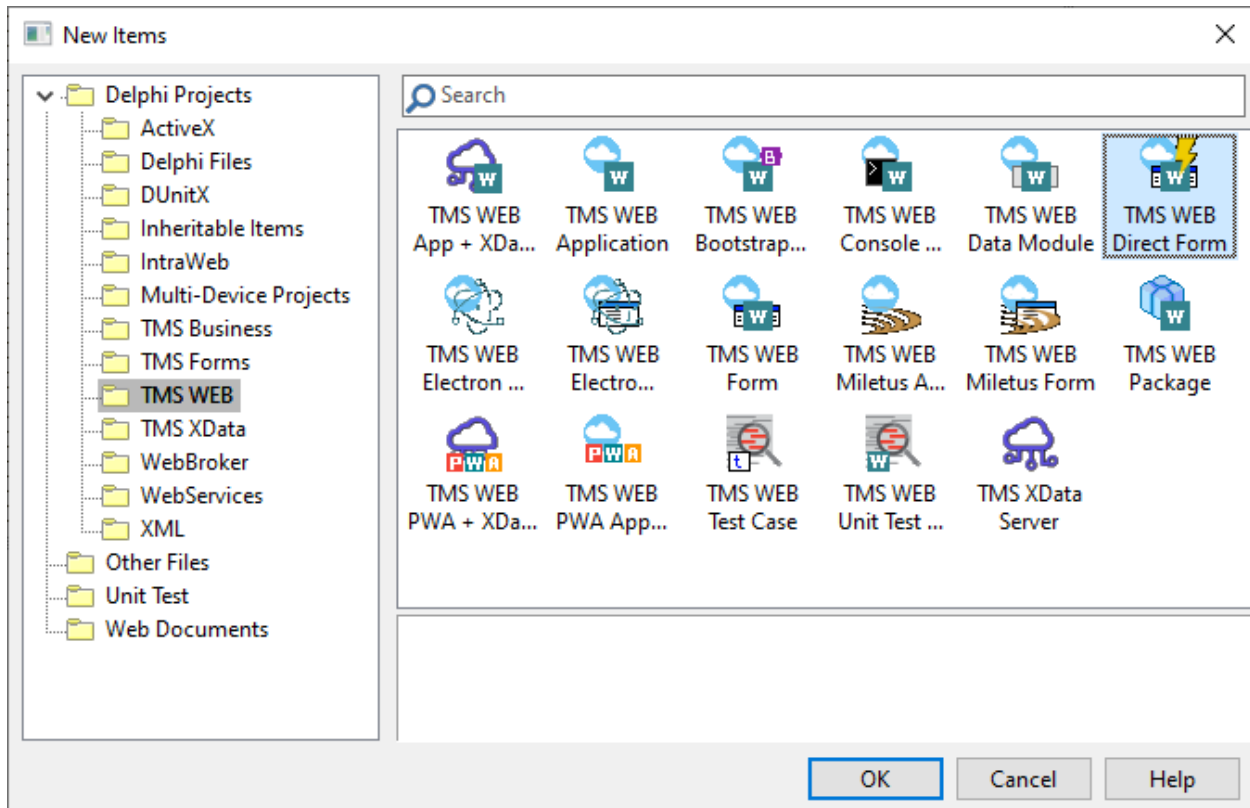 New Items
Delphi Projects
ActiveX
Delphi Files
DUnitX
Inheritable Items
IntraWeb
Multi-Device Projects
TMS Business
TMS Forms
TMS WEB
TMS XData
WebBroker
WebServices
XML
Other Files
Unit Test
Web Documents
Search
TMS WEB
App + XDa...
TMS WEB
Application
TMS WEB
Bootstrap...
TMS WEB
Console ...
TMS WEB
Data Module
TMS WEB
Direct Form
TMS WEB
Electron ...
TMS WEB
Electro...
TMS WEB
Form
TMS WEB
Miletus A...
TMS WEB
Miletus Form
TMS WEB
Package
TMS WEB
PWA + XDa...
TMS WEB
PWA App...
TMS WEB
Test Case
TMS WEB
Unit Test ...
TMS XData
Server
OK
Cancel
Help